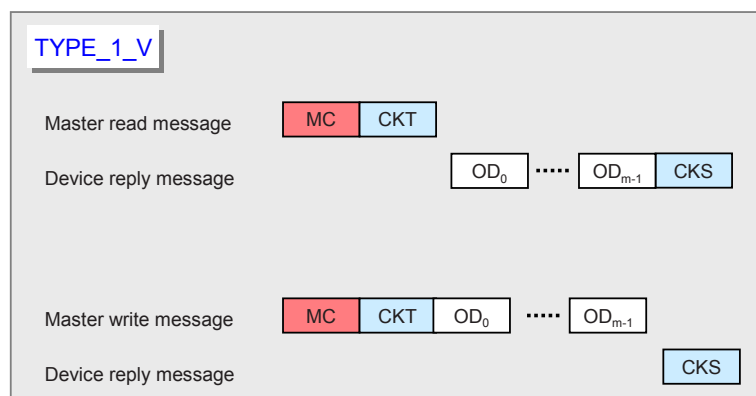 TYPE_1_V
Master read message MC CKT
Device reply message OD0 ..... ODm-1 CKS
Master write message MC CKT OD0 ..... ODm-1
Device reply message CKS